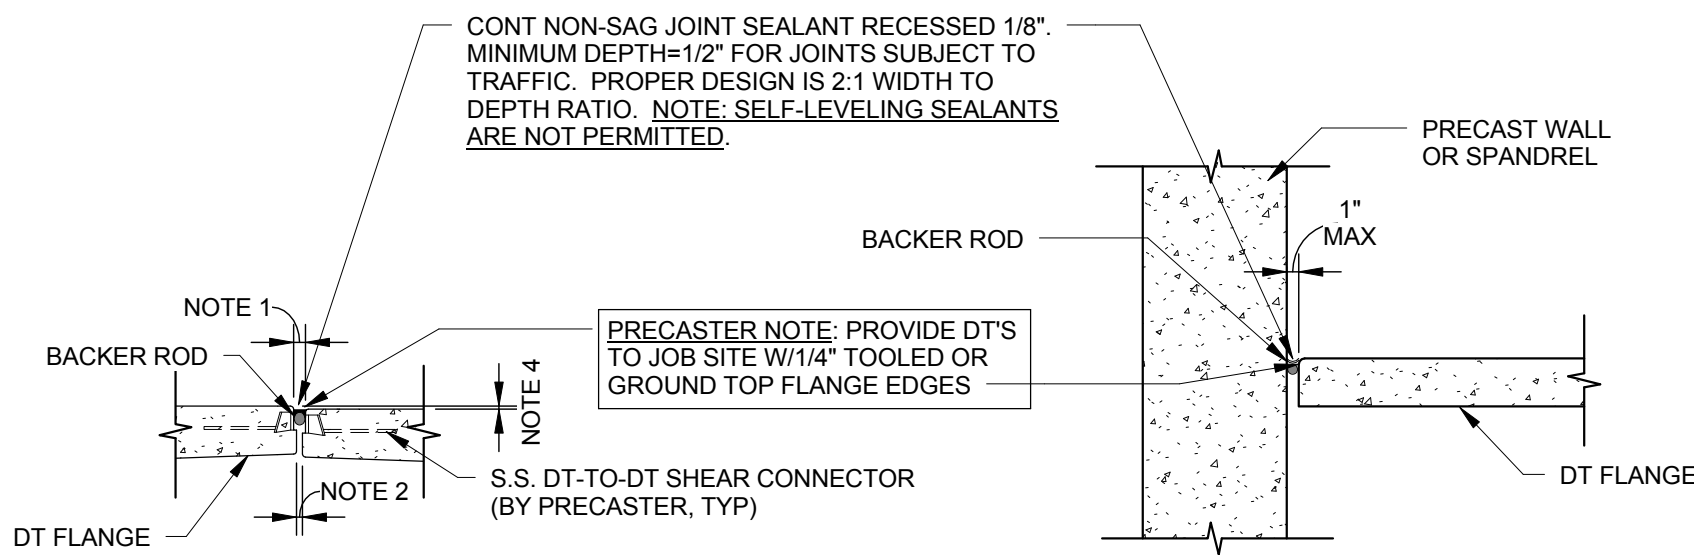 CONT NON-SAG JOINT SEALANT RECESSED 1/8".
MINIMUM DEPTH=1/2" FOR JOINTS SUBJECT TO
TRAFFIC.  PROPER DESIGN IS 2:1 WIDTH TO
DEPTH RATIO.  NOTE: SELF-LEVELING SEALANTS
ARE NOT PERMITTED.
PRECAST WALL
OR SPANDREL
1"
MAX
BACKER ROD
NOTE 1
BACKER ROD
PRECASTER NOTE: PROVIDE DT'S
TO JOB SITE W/1/4" TOOLED OR
GROUND TOP FLANGE EDGES
NOTE 4
S.S. DT-TO-DT SHEAR CONNECTOR
(BY PRECASTER, TYP)
NOTE 2
DT FLANGE
DT FLANGE